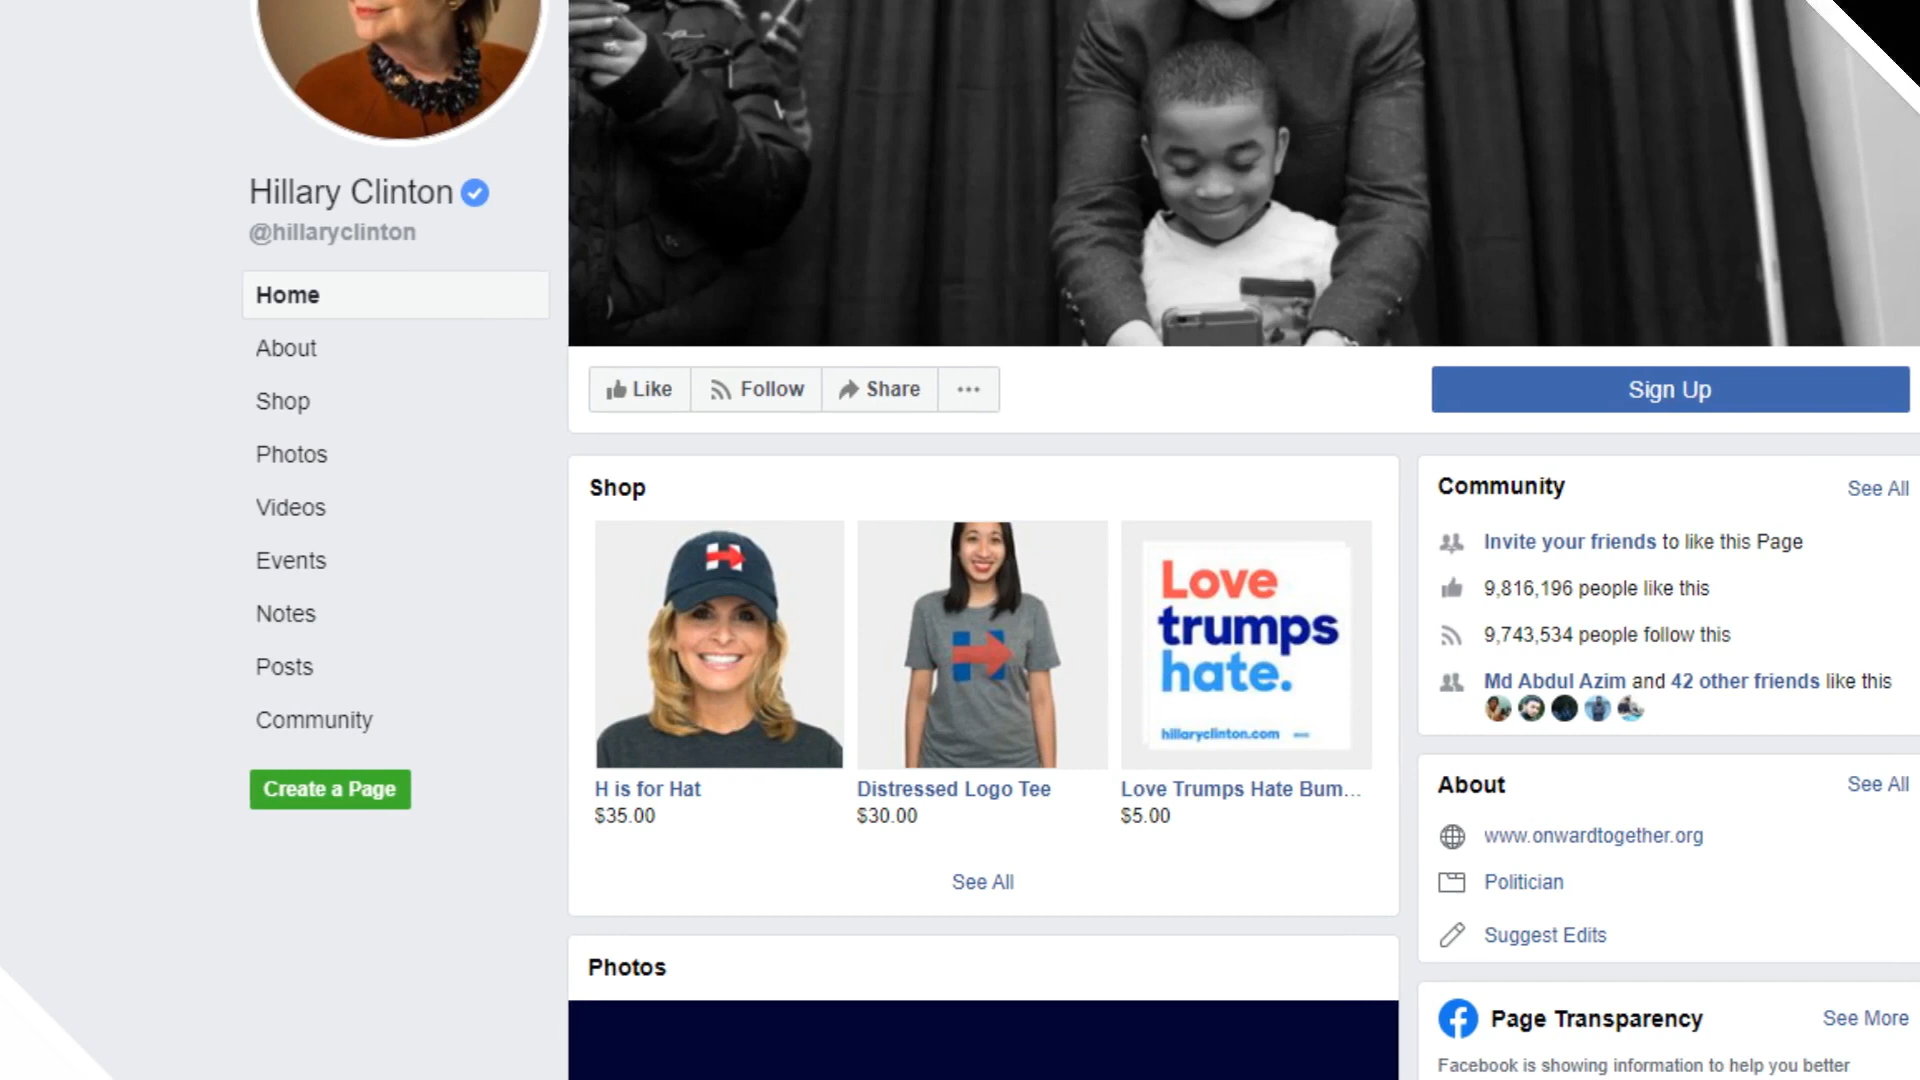 Hillary Clinton
@hillaryclinton
Home
About
Shop
Photos
Videos
Events
Notes
Posts
Community
Create a Page
Like
Follow
Share
Sign Up
Shop
Love
trumps
hate.
hillaryclinton.com
H is for Hat
$35.00
Distressed Logo Tee
$30.00
Love Trumps Hate Bum...
$5.00
See All
Photos
Community
See All
Invite your friends to like this Page
9,816,196 people like this
9,743,534 people follow this
Md Abdul Azim and 42 other friends like this
About
See All
www.onwardtogether.org
Politician
Suggest Edits
Page Transparency
See More
Facebook is showing information to help you better